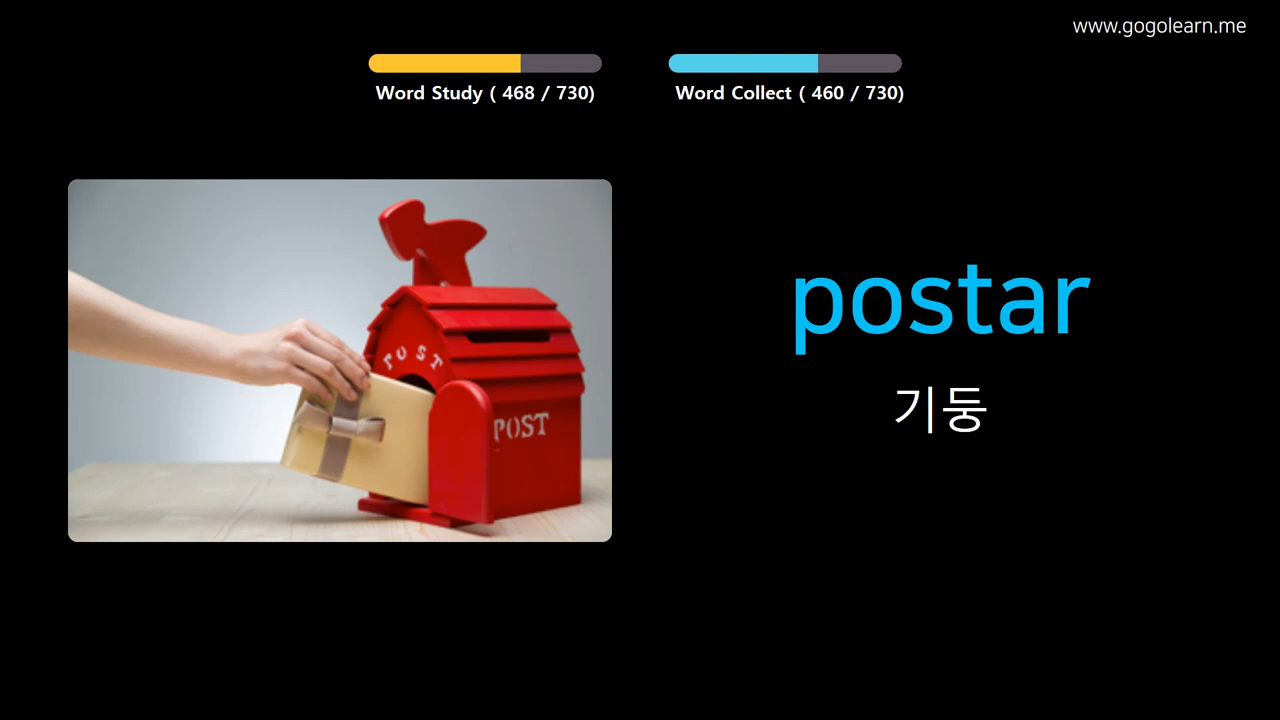 www.gogolearn.me
Word Study ( 468 / 730)
Word Collect ( 460 / 730)
POST
POST
postar
기둥